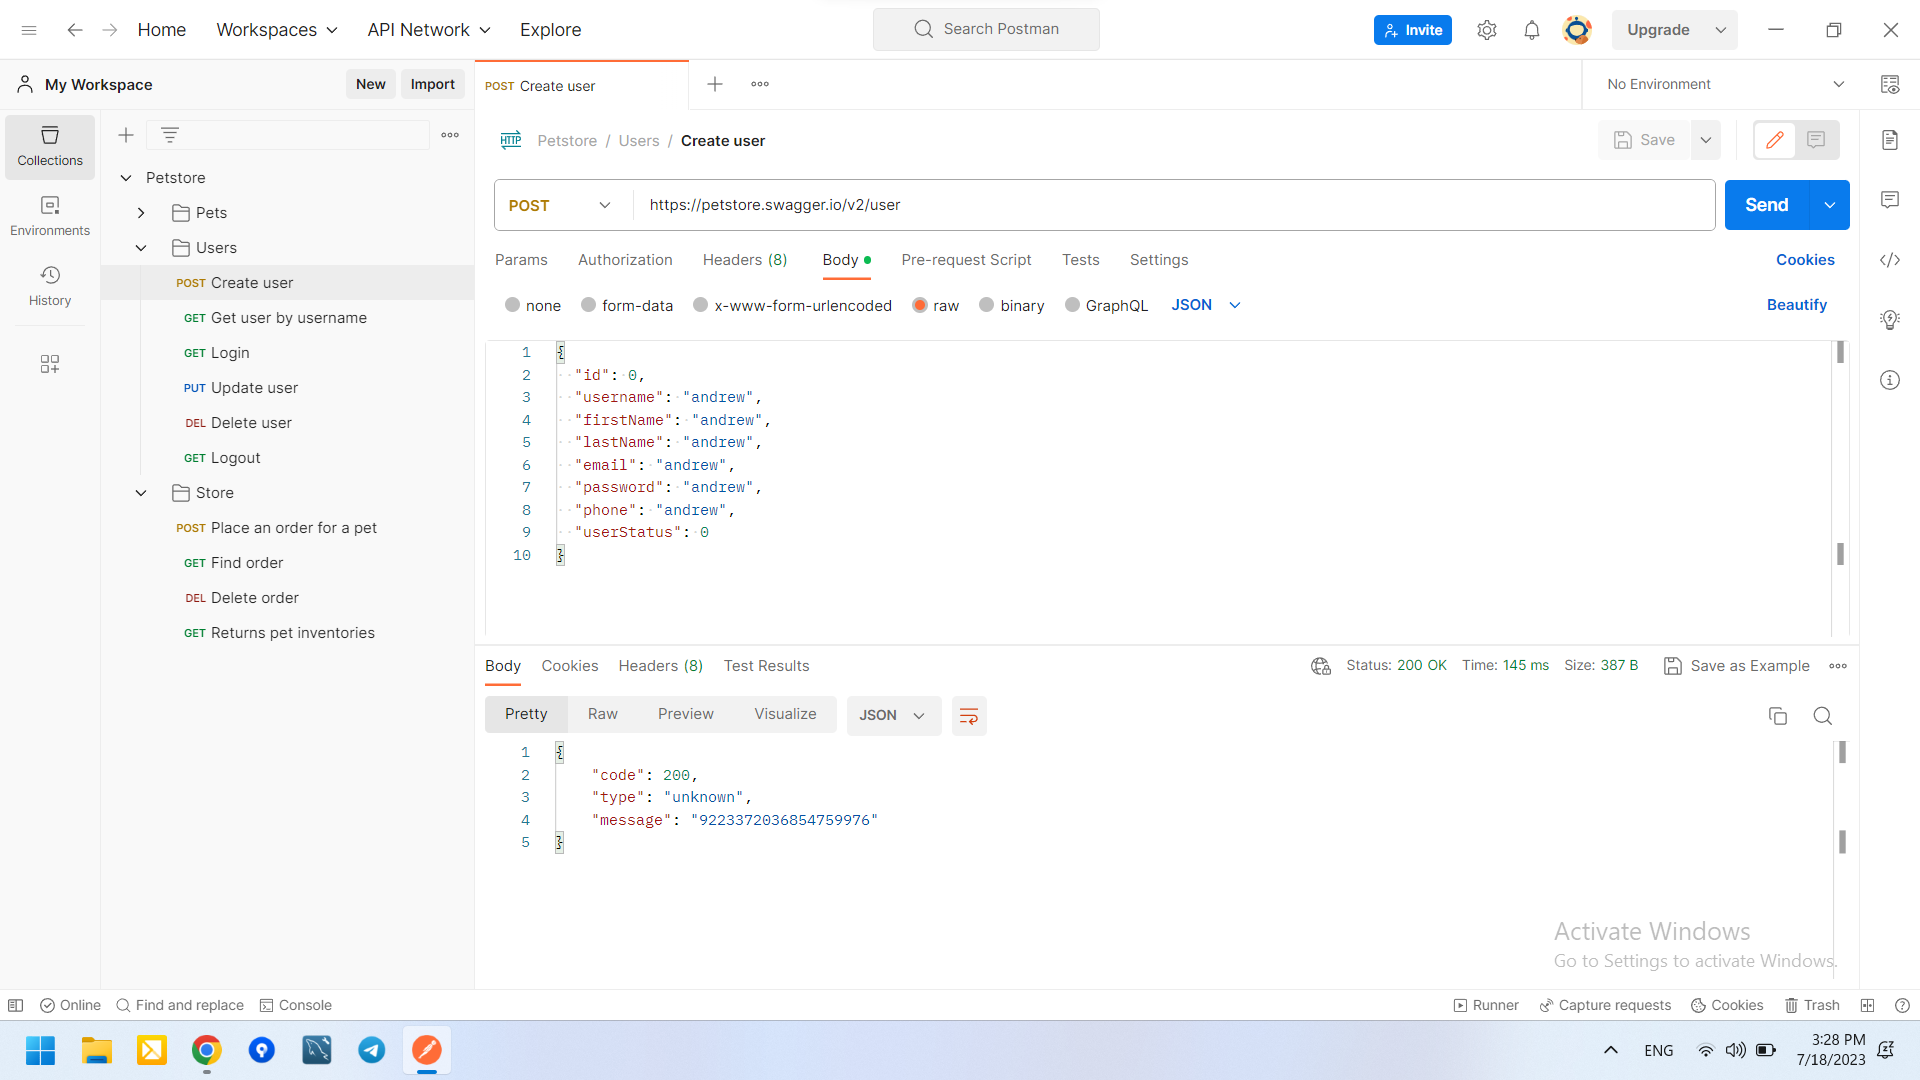 Home Workspaces API Network Explore Search Postman Invite Upgrade
My Workspace New Import POST Create user No Environment
Collections
Environments
History
Petstore
Pets
Users
POST Create user
GET Get user by username
GET Login
PUT Update user
DEL Delete user
GET Logout
Store
POST Place an order for a pet
GET Find order
DEL Delete order
GET Returns pet inventories
HTTP Petstore / Users / Create user Save
POST https://petstore.swagger.io/v2/user Send
Params Authorization Headers (8) Body Pre-request Script Tests Settings Cookies
none form-data x-www-form-urlencoded raw binary GraphQL JSON Beautify
1 {
2 "id": 0,
3 "username": "andrew",
4 "firstName": "andrew",
5 "lastName": "andrew",
6 "email": "andrew",
7 "password": "andrew",
8 "phone": "andrew",
9 "userStatus": 0
10 }
Body Cookies Headers (8) Test Results Status: 200 OK Time: 145 ms Size: 387 B Save as Example
Pretty Raw Preview Visualize JSON
1 {
2 "code": 200,
3 "type": "unknown",
4 "message": "9223372036854759976"
5 }
Activate Windows
Go to Settings to activate Windows.
Online Find and replace Console Runner Capture requests Cookies Trash
ENG 3:28 PM
7/18/2023